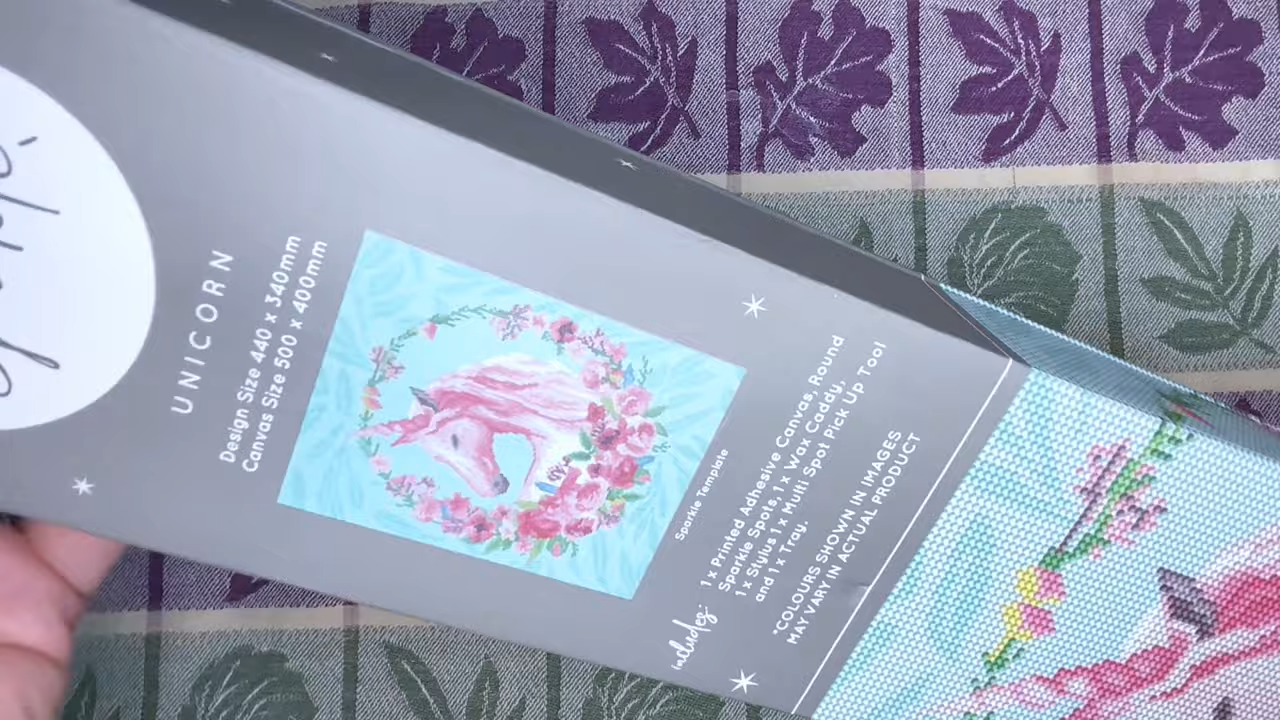 UNICORN
Design Size 440 x 340mm
Canvas Size 500 x 400mm
Sparkle Template
includes:
1 x Printed Adhesive Canvas, Round
Sparkle Spots, 1 x Wax Caddy,
1 x Stylus 1 x Multi Spot Pick Up Tool
and 1 x Tray.
*COLOURS SHOWN IN IMAGES
MAY VARY IN ACTUAL PRODUCT